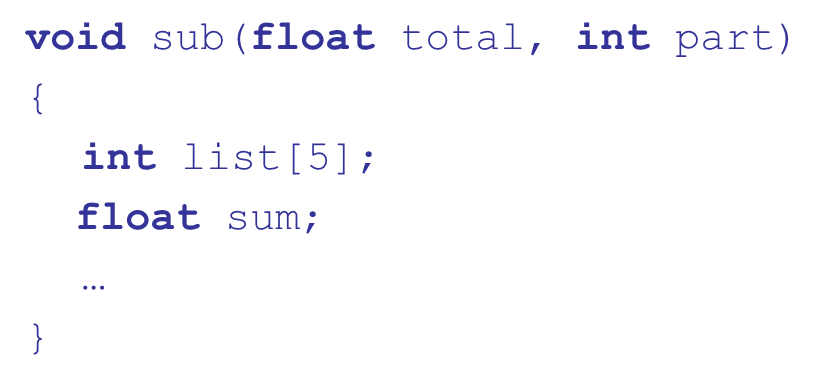 void sub(float total, int part)
{
int list[5];
float sum;
…
}